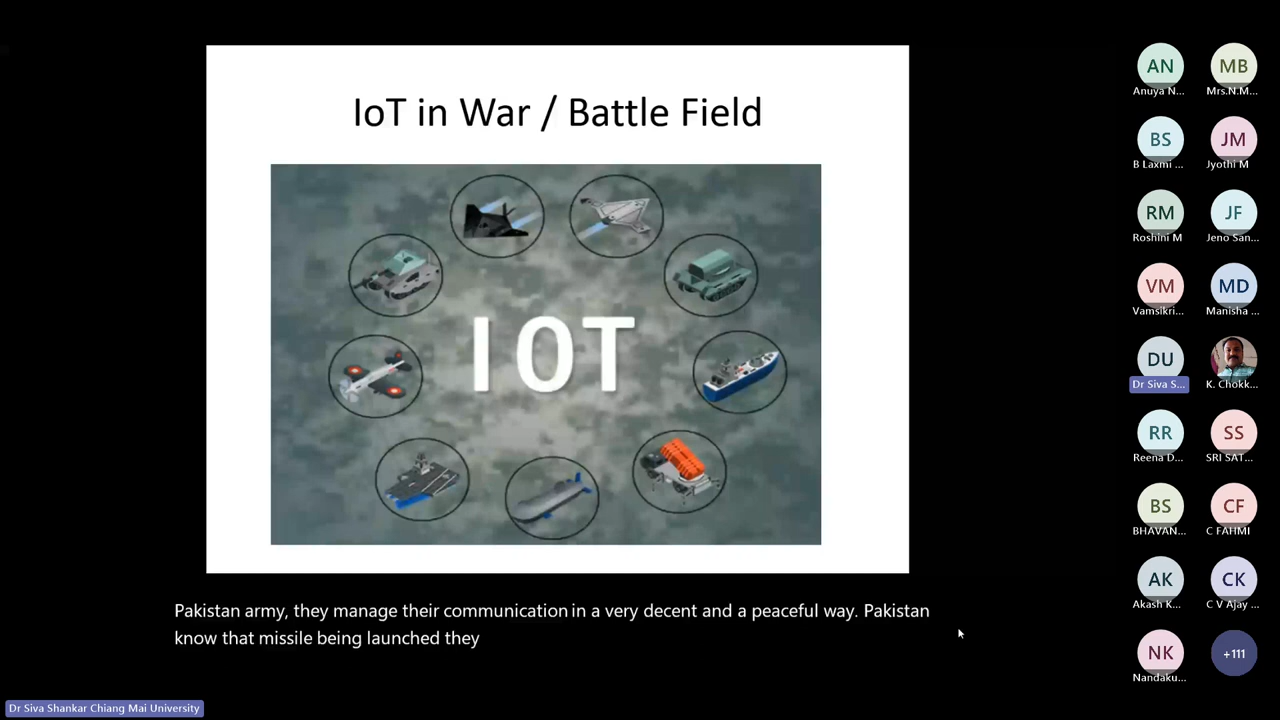 IoT in War / Battle Field
IOT
Pakistan army, they manage their communication in a very decent and a peaceful way. Pakistan
know that missile being launched they
Dr Siva Shankar Chiang Mai University
AN
Anuya N...
MB
Mrs.N.M...
BS
B Laxmi ...
JM
Jyothi M
RM
Roshini M
JF
Jeno San...
VM
Vamsikri...
MD
Manisha ...
DU
Dr Siva S...
K. Chokk...
RR
Reena D...
SS
SRI SAT...
BS
BHAVAN...
CF
C FAHMI
AK
Akash K...
CK
C V Ajay ...
NK
Nandaku...
+111